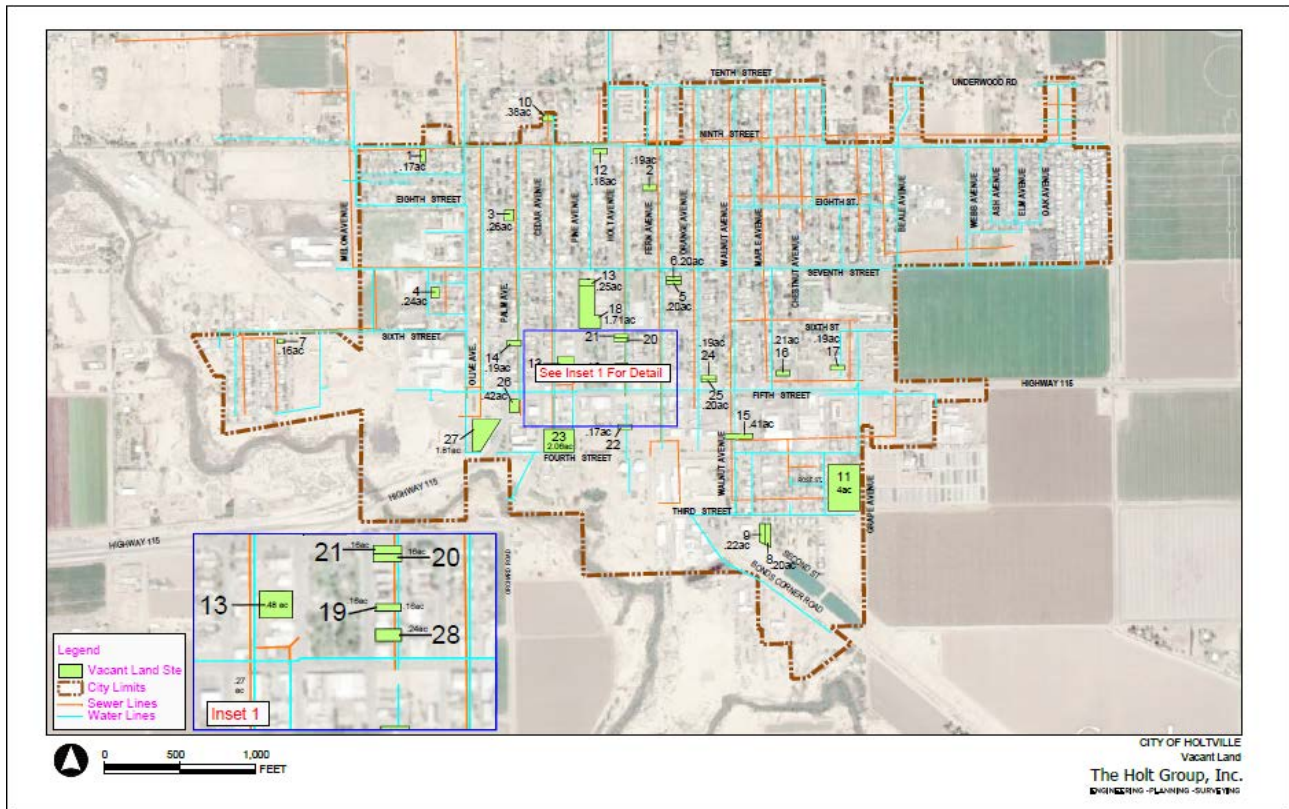 TENTH STREET
UNDERWOOD RD
10
.36ac
NINTH STREET
1
.17ac
12
.18ac
.19ac
2
EIGHTH STREET
EIGHTH ST.
MELON AVENUE
3
.26ac
CEDAR AVENUE
PINE AVENUE
HOLT AVENUE
FERN AVENUE
ORANGE AVENUE
WALNUT AVENUE
MAPLE AVENUE
CHESTNUT AVENUE
BEALE AVENUE
WEBB AVENUE
ASH AVENUE
ELM AVENUE
OAK AVENUE
6
.20ac
SEVENTH STREET
13
.25ac
5
.20ac
4
.24ac
PALM AVE.
18
1.71ac
SIXTH STREET
SIXTH ST
7
.16ac
21
20
14
.19ac
See Inset 1 For Detail
.19ac
24
.21ac
16
.19ac
17
OLIVE AVE.
26
.42ac
25
.20ac
FIFTH STREET
HIGHWAY 115
27
1.61ac
23
2.06ac
.17ac
22
15
.41ac
FOURTH STREET
WALNUT AVENUE
11
4ac
GRAPE AVENUE
HIGHWAY 115
THIRD STREET
HIGHWAY 115
9
.22ac
8
.20ac
SECOND ST
BONDS CORNER ROAD
ORCHARD ROAD
21
.16ac
.16ac
20
13
.48 ac
.16ac
19
.16ac
.24ac
28
.27
ac
Inset 1
Legend
Vacant Land Ste
City Limits
Sewer Lines
Water Lines
0 500 1,000
FEET
CITY OF HOLTVILLE
Vacant Land
The Holt Group, Inc.
ENGINEERING -PLANNING -SURVEYING